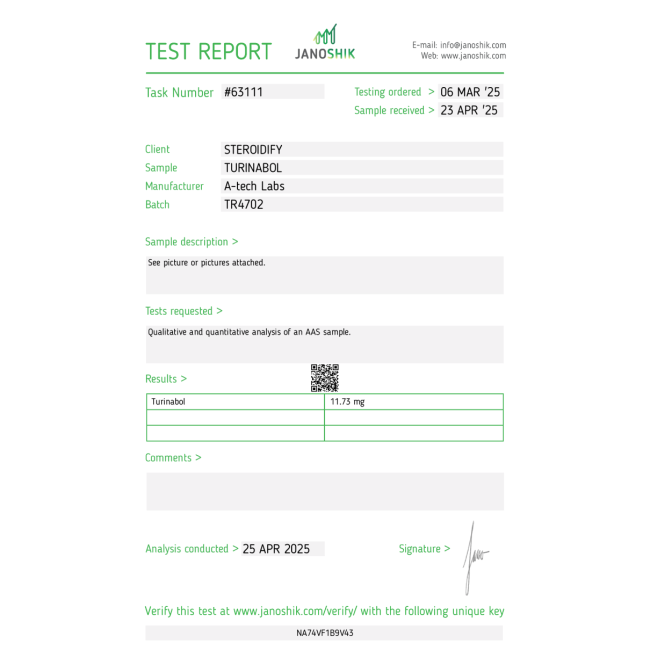 TEST REPORT
JANOSHIK
E-mail: info@janoshik.com
Web: www.janoshik.com
Task Number #63111
Testing ordered > 06 MAR '25
Sample received > 23 APR '25
Client STEROIDIFY
Sample TURINABOL
Manufacturer A-tech Labs
Batch TR4702
Sample description >
See picture or pictures attached.
Tests requested >
Qualitative and quantitative analysis of an AAS sample.
Results >
Turinabol 11.73 mg
Comments >
Analysis conducted > 25 APR 2025
Signature >
Verify this test at www.janoshik.com/verify/ with the following unique key
NA74VF1B9V43